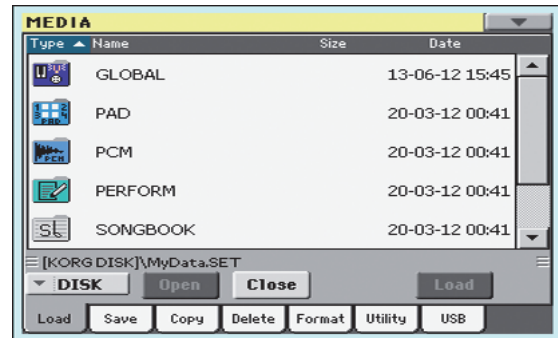 MEDIA
Type Name Size Date
GLOBAL 13-06-12 15:45
PAD 20-03-12 00:41
PCM 20-03-12 00:41
PERFORM 20-03-12 00:41
SONGBOOK 20-03-12 00:41
[KORG DISK]\MyData.SET
DISK Open Close Load
Load Save Copy Delete Format Utility USB